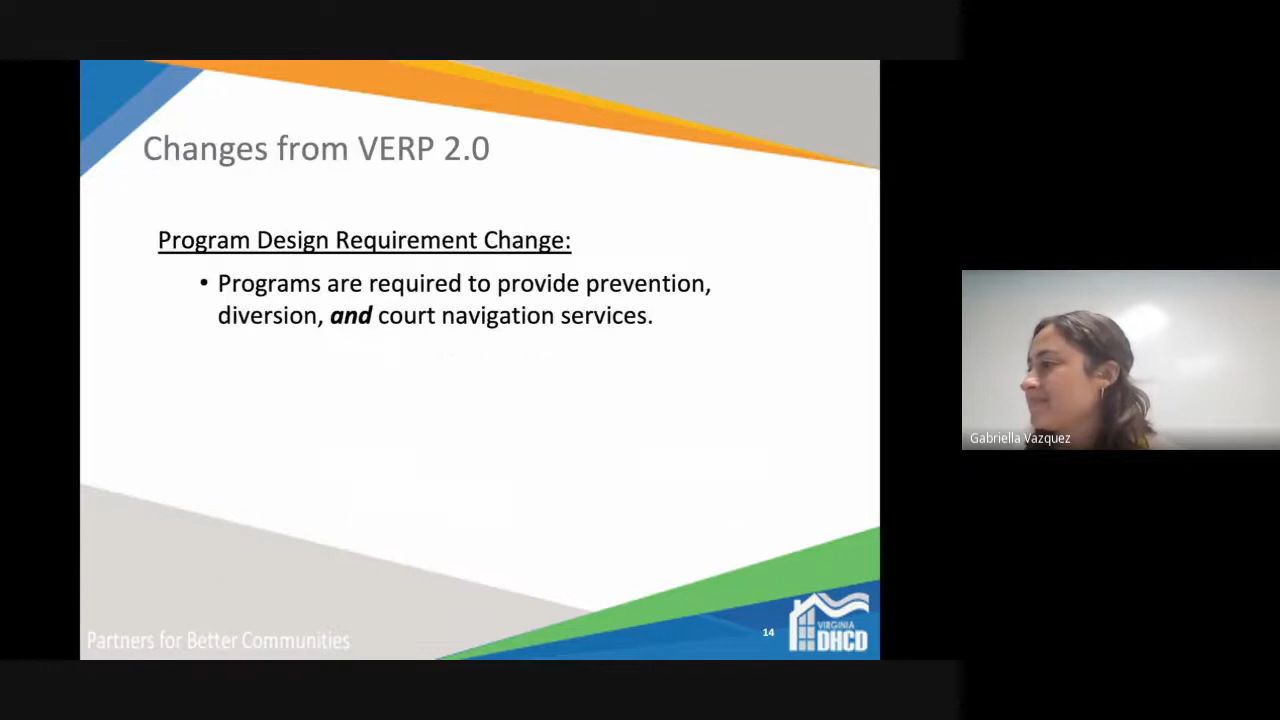 Changes from VERP 2.0
Program Design Requirement Change:
• Programs are required to provide prevention,
diversion, and court navigation services.
Gabriella Vazquez
Partners for Better Communities
14
VIRGINIA
DHCD